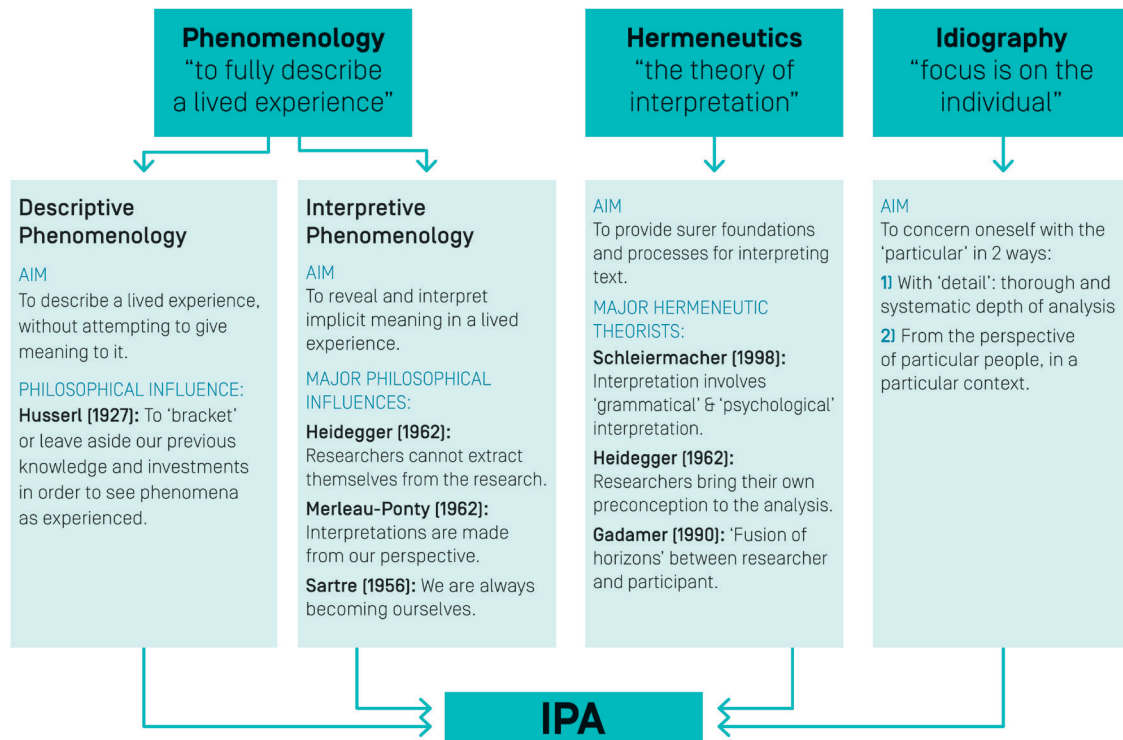 Phenomenology
“to fully describe
a lived experience”
Hermeneutics
“the theory of
interpretation”
Idiography
“focus is on the
individual”
Descriptive
Phenomenology
AIM
To describe a lived experience,
without attempting to give
meaning to it.
PHILOSOPHICAL INFLUENCE:
Husserl (1927): To ‘bracket’
or leave aside our previous
knowledge and investments
in order to see phenomena
as experienced.
Interpretive
Phenomenology
AIM
To reveal and interpret
implicit meaning in a lived
experience.
MAJOR PHILOSOPHICAL
INFLUENCES:
Heidegger (1962):
Researchers cannot extract
themselves from the research.
Merleau-Ponty (1962):
Interpretations are made
from our perspective.
Sartre (1956): We are always
becoming ourselves.
AIM
To provide surer foundations
and processes for interpreting
text.
MAJOR HERMENEUTIC
THEORISTS:
Schleiermacher (1998):
Interpretation involves
‘grammatical’ & ‘psychological’
interpretation.
Heidegger (1962):
Researchers bring their own
preconception to the analysis.
Gadamer (1990): ‘Fusion of
horizons’ between researcher
and participant.
AIM
To concern oneself with the
‘particular’ in 2 ways:
1) With ‘detail’: thorough and
systematic depth of analysis
2) From the perspective
of particular people, in a
particular context.
IPA